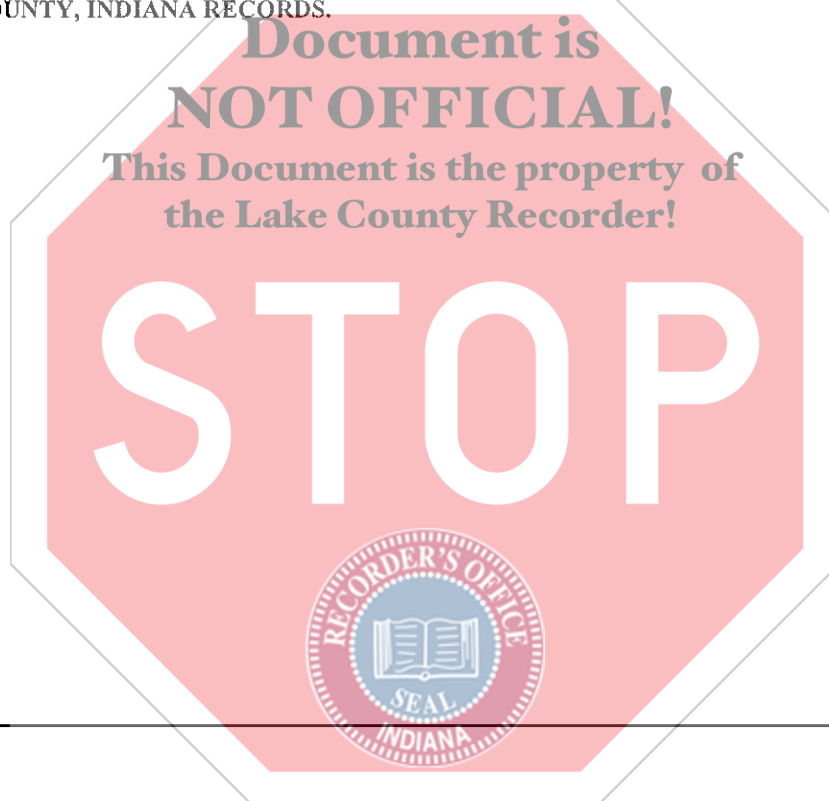 OUNTY, INDIANA RECORDS.
Document is
NOT OFFICIAL!
This Document is the property of
the Lake County Recorder!
STOP
RECORDER'S OFFICE
SEAL
INDIANA